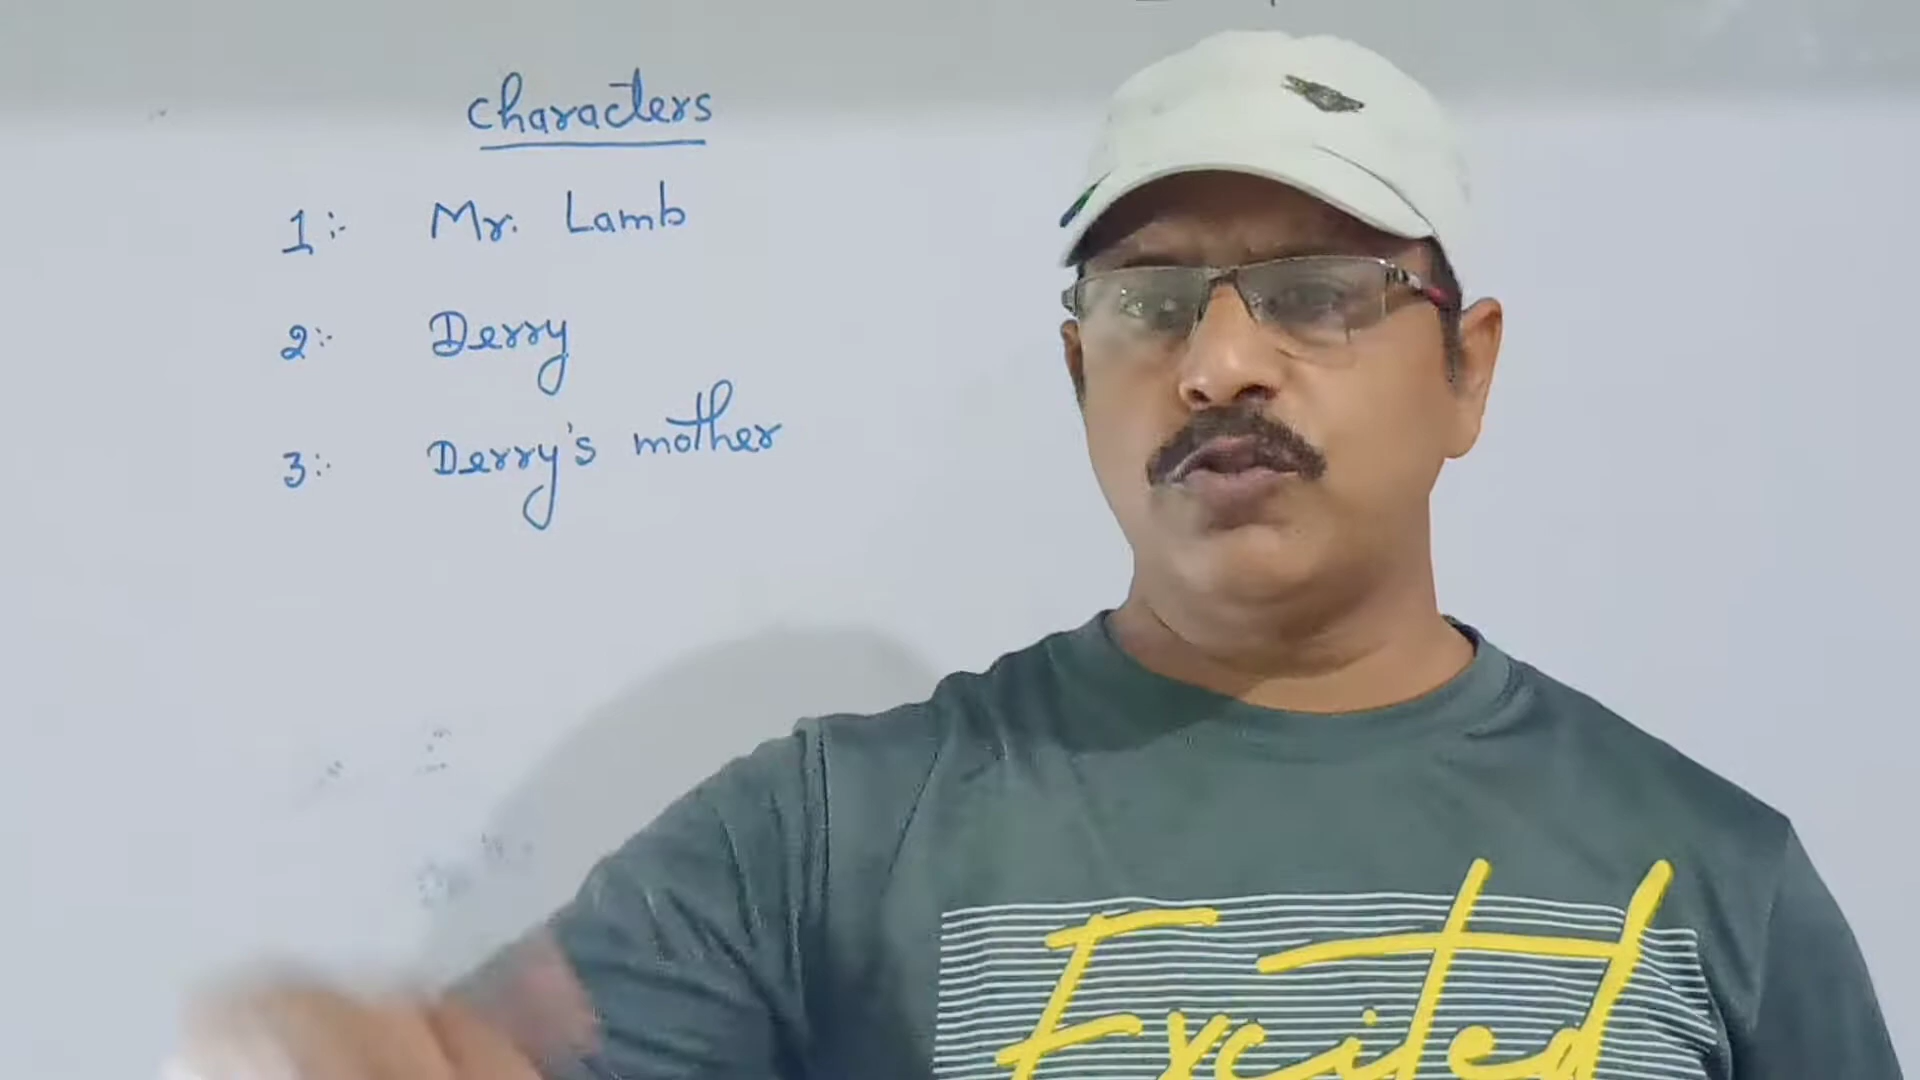 Characters
1:- Mr. Lamb
2:- Derry
3:- Derry's mother
Excited